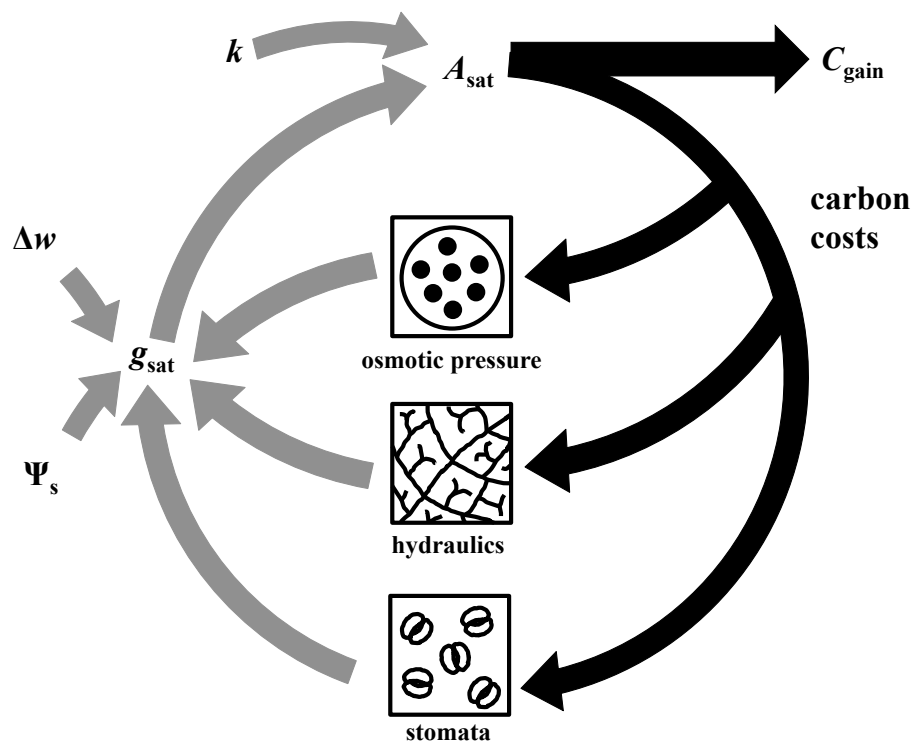 k
A_sat
C_gain
carbon
costs
Δw
osmotic pressure
g_sat
hydraulics
Ψ_s
stomata